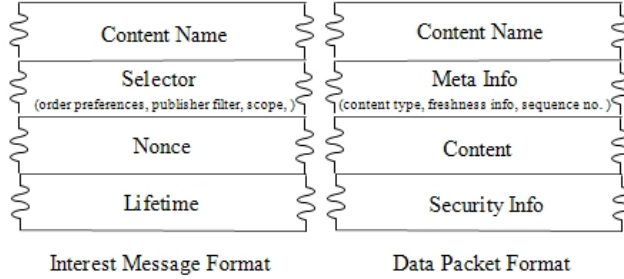 Content Name
Selector
(order preferences, publisher filter, scope, )
Nonce
Lifetime
Interest Message Format
Content Name
Meta Info
(content type, freshness info, sequence no. )
Content
Security Info
Data Packet Format